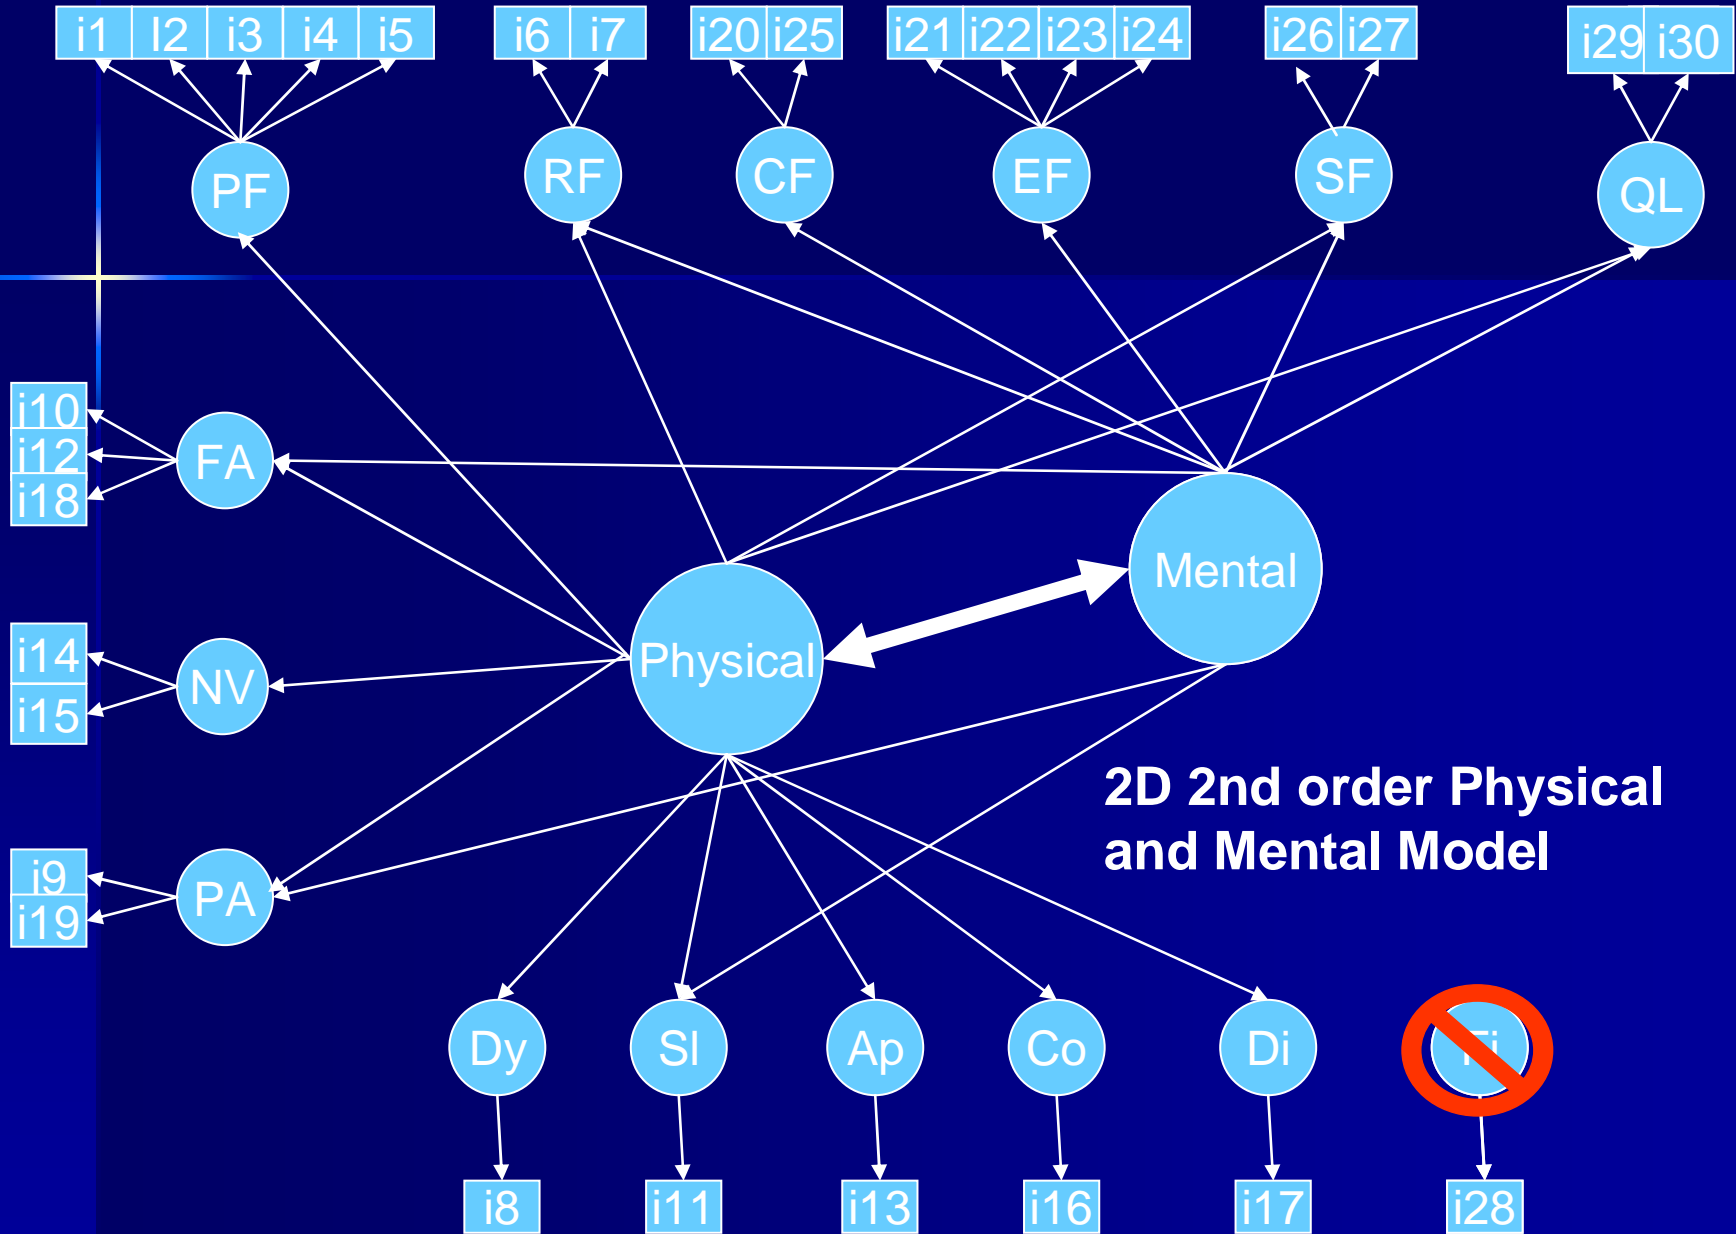 i1 I2 i3 i4 i5 i6 i7 i20 i25 i21 i22 i23 i24 i26 i27 i29 i30
PF RF CF EF SF QL
i10
i12 FA
i18
Mental
Physical
i14 NV
i15
2D 2nd order Physical
and Mental Model
i9 PA
i19
Dy Sl Ap Co Di Fi
i8 i11 i13 i16 i17 i28